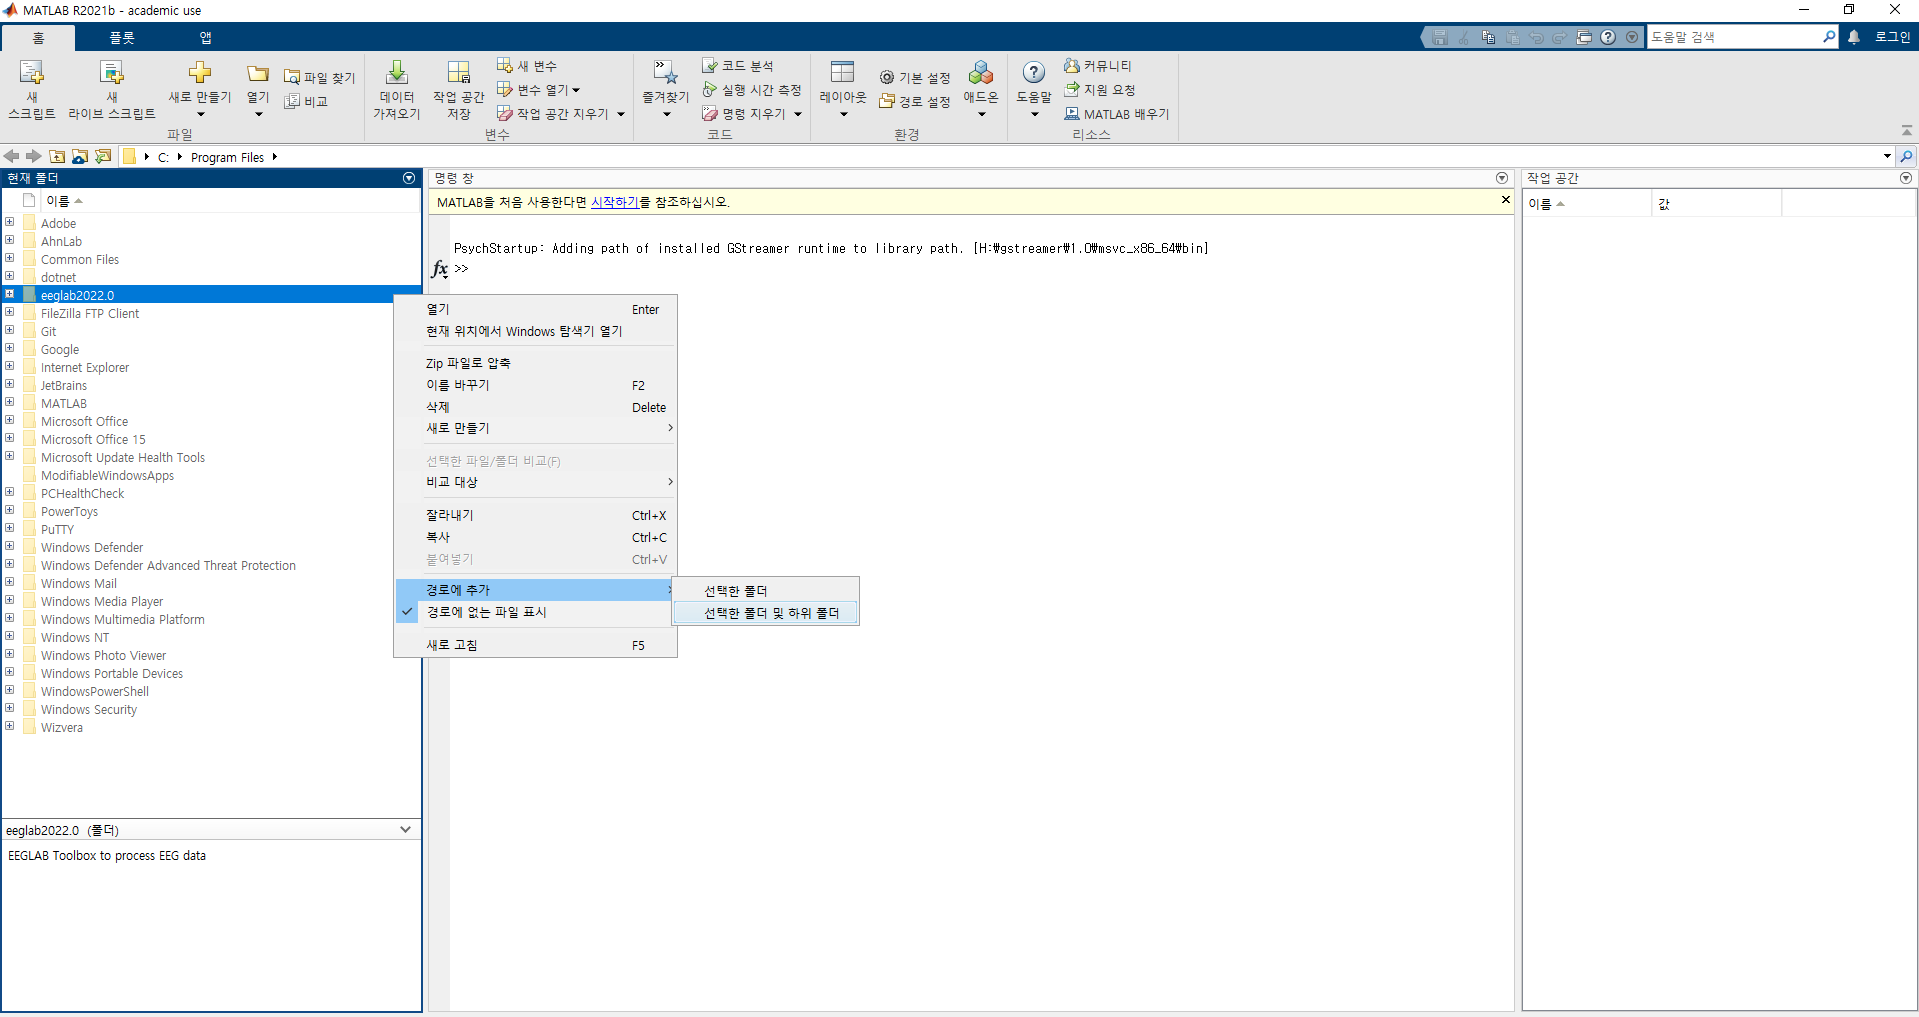 MATLAB R2021b - academic use
홈
플롯
앱
도움말 검색
로그인
새
스크립트
새
라이브 스크립트
새로 만들기
열기
파일 찾기
비교
파일
데이터
가져오기
작업 공간
저장
새 변수
변수 열기
작업 공간 지우기
변수
즐겨찾기
코드 분석
실행 시간 측정
명령 지우기
코드
레이아웃
기본 설정
경로 설정
애드온
환경
도움말
커뮤니티
지원 요청
MATLAB 배우기
리소스
C: Program Files
현재 폴더
이름
Adobe
AhnLab
Common Files
dotnet
eeglab2022.0
FileZilla FTP Client
Git
Google
Internet Explorer
JetBrains
MATLAB
Microsoft Office
Microsoft Office 15
Microsoft Update Health Tools
ModifiableWindowsApps
PCHealthCheck
PowerToys
PuTTY
Windows Defender
Windows Defender Advanced Threat Protection
Windows Mail
Windows Media Player
Windows Multimedia Platform
Windows NT
Windows Photo Viewer
Windows Portable Devices
WindowsPowerShell
Windows Security
Wizvera
eeglab2022.0 (폴더)
EEGLAB Toolbox to process EEG data
명령 창
MATLAB을 처음 사용한다면 시작하기를 참조하십시오.
PsychStartup: Adding path of installed GStreamer runtime to library path. [H:₩gstreamer₩1.0₩msvc_x86_64₩bin]
fx >>
열기 Enter
현재 위치에서 Windows 탐색기 열기
Zip 파일로 압축
이름 바꾸기 F2
삭제 Delete
새로 만들기
선택한 파일/폴더 비교(F)
비교 대상
잘라내기 Ctrl+X
복사 Ctrl+C
붙여넣기 Ctrl+V
경로에 추가
경로에 없는 파일 표시
새로 고침 F5
선택한 폴더
선택한 폴더 및 하위 폴더
작업 공간
이름
값